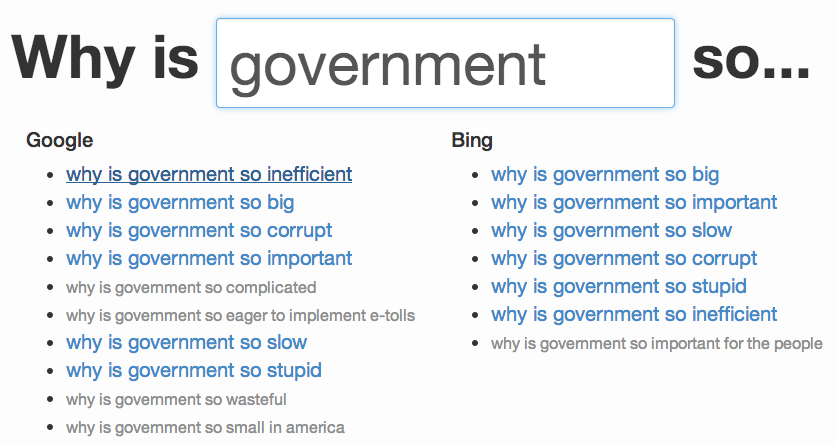 Why is government so...
Google
why is government so inefficient
why is government so big
why is government so corrupt
why is government so important
why is government so complicated
why is government so eager to implement e-tolls
why is government so slow
why is government so stupid
why is government so wasteful
why is government so small in america
Bing
why is government so big
why is government so important
why is government so slow
why is government so corrupt
why is government so stupid
why is government so inefficient
why is government so important for the people